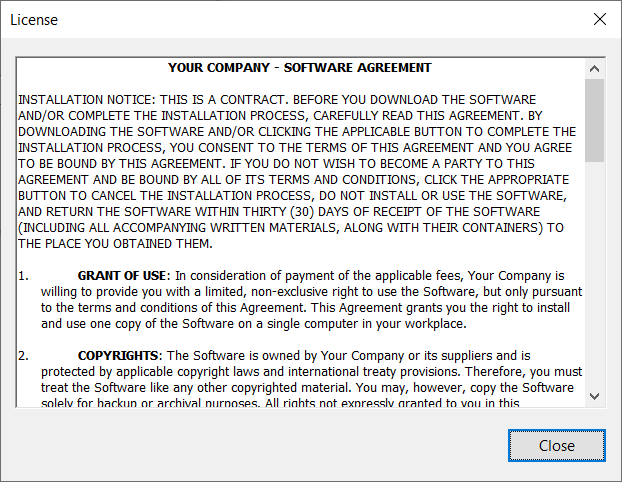 License
YOUR COMPANY - SOFTWARE AGREEMENT
INSTALLATION NOTICE: THIS IS A CONTRACT. BEFORE YOU DOWNLOAD THE SOFTWARE
AND/OR COMPLETE THE INSTALLATION PROCESS, CAREFULLY READ THIS AGREEMENT. BY
DOWNLOADING THE SOFTWARE AND/OR CLICKING THE APPLICABLE BUTTON TO COMPLETE THE
INSTALLATION PROCESS, YOU CONSENT TO THE TERMS OF THIS AGREEMENT AND YOU AGREE
TO BE BOUND BY THIS AGREEMENT. IF YOU DO NOT WISH TO BECOME A PARTY TO THIS
AGREEMENT AND BE BOUND BY ALL OF ITS TERMS AND CONDITIONS, CLICK THE APPROPRIATE
BUTTON TO CANCEL THE INSTALLATION PROCESS, DO NOT INSTALL OR USE THE SOFTWARE,
AND RETURN THE SOFTWARE WITHIN THIRTY (30) DAYS OF RECEIPT OF THE SOFTWARE
(INCLUDING ALL ACCOMPANYING WRITTEN MATERIALS, ALONG WITH THEIR CONTAINERS) TO
THE PLACE YOU OBTAINED THEM.
1. GRANT OF USE: In consideration of payment of the applicable fees, Your Company is
willing to provide you with a limited, non-exclusive right to use the Software, but only pursuant
to the terms and conditions of this Agreement. This Agreement grants you the right to install
and use one copy of the Software on a single computer in your workplace.
2. COPYRIGHTS: The Software is owned by Your Company or its suppliers and is
protected by applicable copyright laws and international treaty provisions. Therefore, you must
treat the Software like any other copyrighted material. You may, however, copy the Software
solely for backup or archival purposes. All rights not expressly granted to you in this
Close